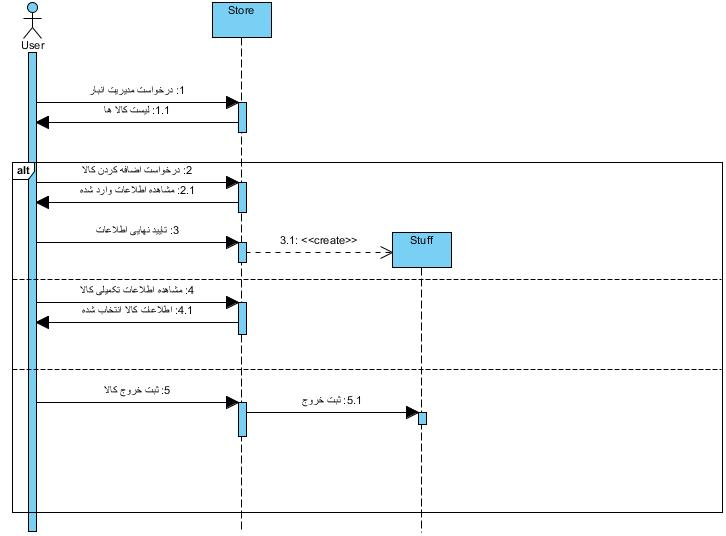 Store
User
1: درخواست مدیریت انبار
1.1: لیست کالا ها
alt
2: درخواست اضافه کردن کالا
2.1: مشاهده اطلاعات وارد شده
3: تایید نهایی اطلاعات
3.1: <<create>>
Stuff
4: مشاهده اطلاعات تکمیلی کالا
4.1: اطلاعات کالا انتخاب شده
5: ثبت خروج کالا
5.1: ثبت خروج